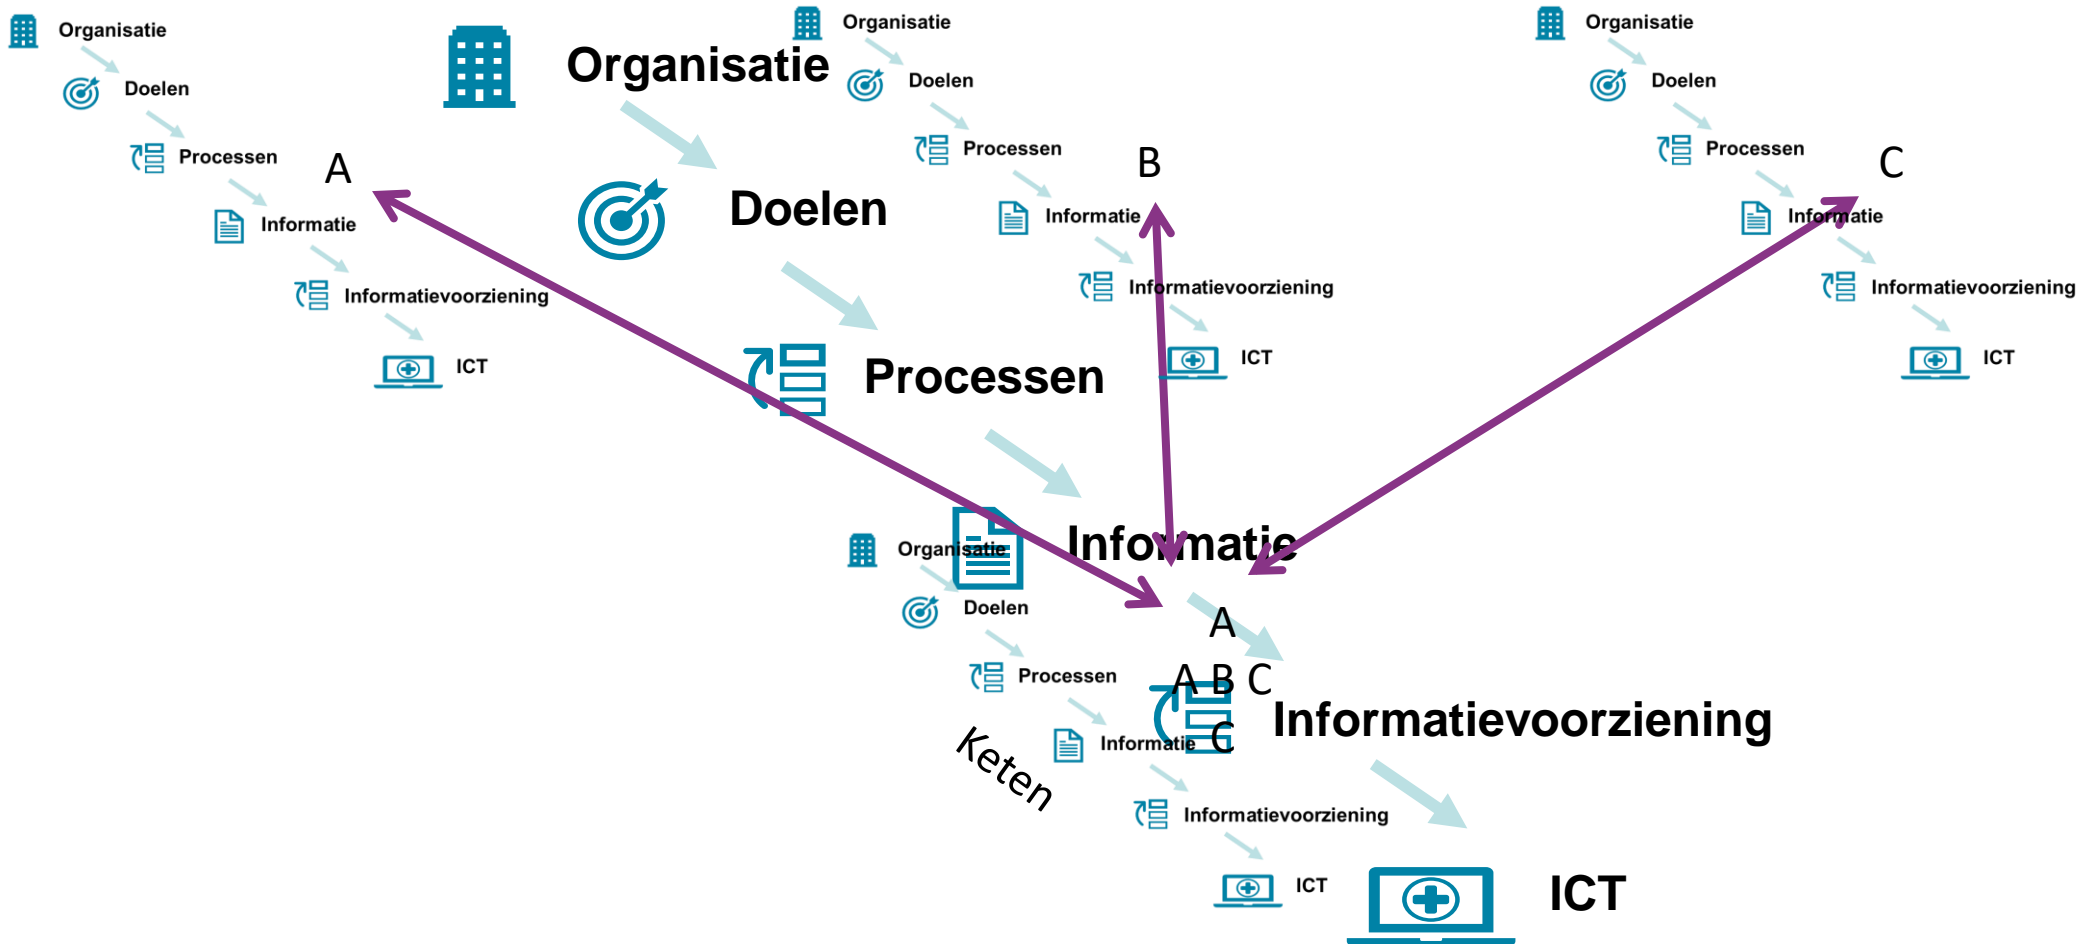 Organisatie
Doelen
Processen
A
Informatie
Informatievoorziening
ICT
Organisatie
Doelen
Processen
Informatie
Informatievoorziening
ICT
Organisatie
Doelen
Processen
B
Informatie
Informatievoorziening
ICT
Organisatie
Doelen
Processen
C
Informatie
Informatievoorziening
ICT
Organisatie
Doelen
Processen
Informatie
Informatievoorziening
ICT
Keten
A
A B C
C